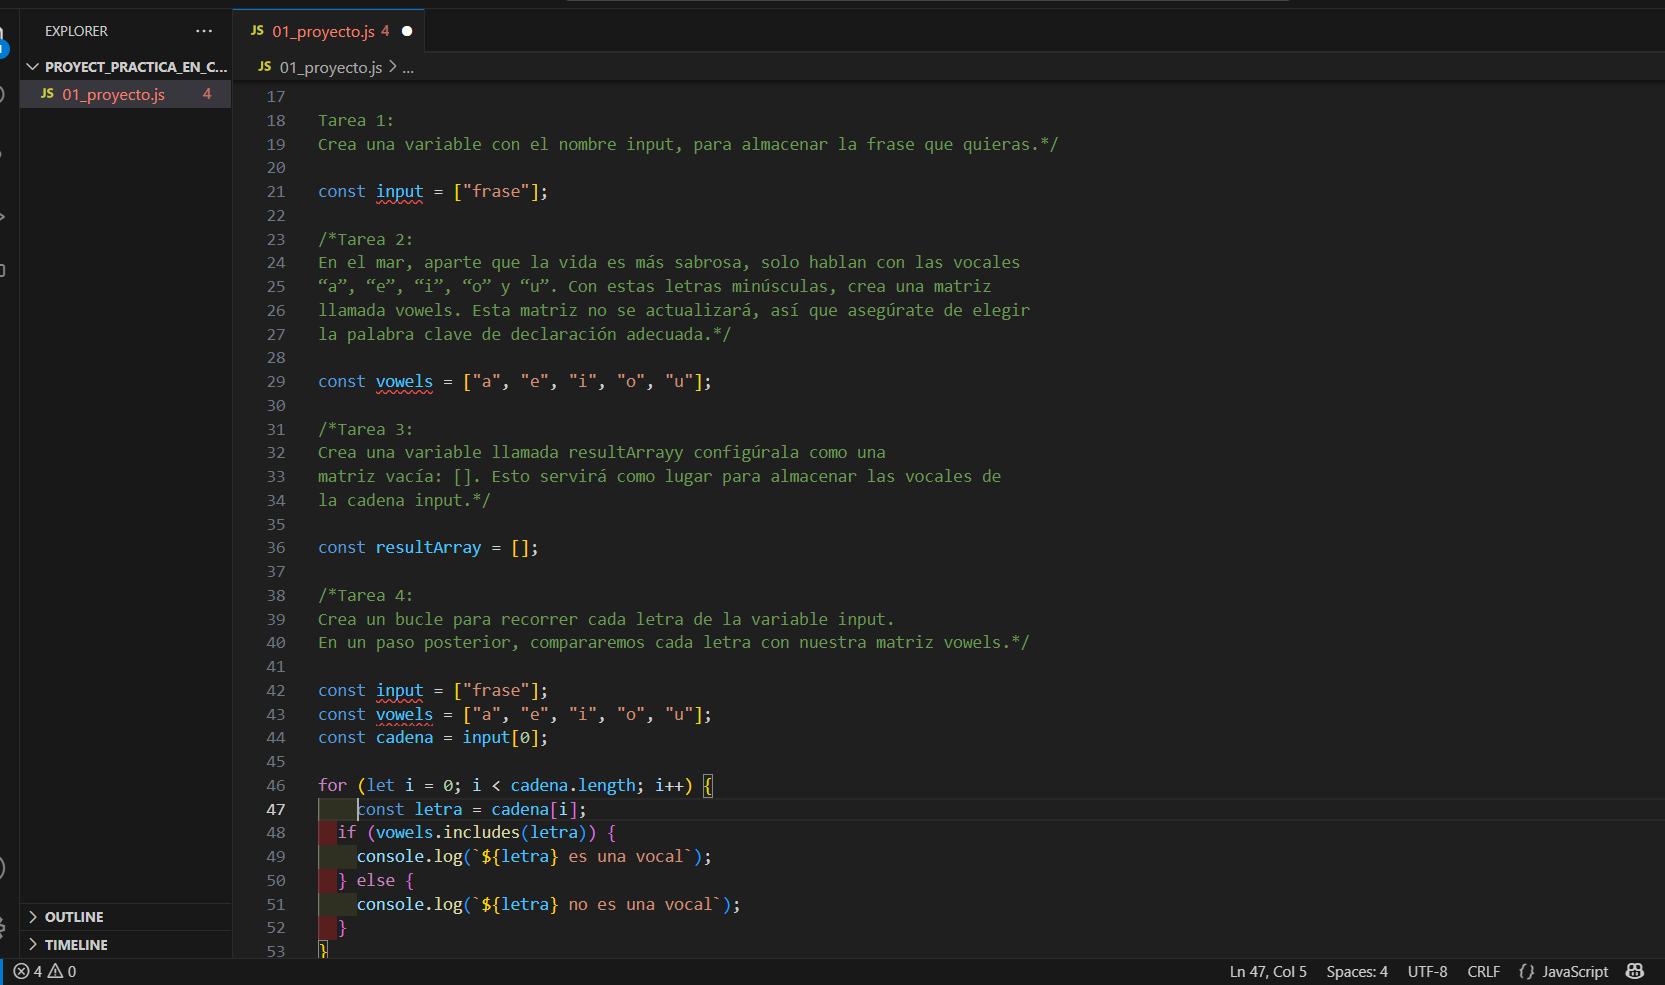 EXPLORER
···
PROYECT_PRACTICA_EN_C...
JS 01_proyecto.js 4
JS 01_proyecto.js 4
JS 01_proyecto.js > ...
17
18 Tarea 1:
19 Crea una variable con el nombre input, para almacenar la frase que quieras.*/
20
21 const input = ["frase"];
22
23 /*Tarea 2:
24 En el mar, aparte que la vida es más sabrosa, solo hablan con las vocales
25 “a”, “e”, “i”, “o” y “u”. Con estas letras minúsculas, crea una matriz
26 llamada vowels. Esta matriz no se actualizará, así que asegúrate de elegir
27 la palabra clave de declaración adecuada.*/
28
29 const vowels = ["a", "e", "i", "o", "u"];
30
31 /*Tarea 3:
32 Crea una variable llamada resultArrayy configúrala como una
33 matriz vacía: []. Esto servirá como lugar para almacenar las vocales de
34 la cadena input.*/
35
36 const resultArray = [];
37
38 /*Tarea 4:
39 Crea un bucle para recorrer cada letra de la variable input.
40 En un paso posterior, compararemos cada letra con nuestra matriz vowels.*/
41
42 const input = ["frase"];
43 const vowels = ["a", "e", "i", "o", "u"];
44 const cadena = input[0];
45
46 for (let i = 0; i < cadena.length; i++) {
47     const letra = cadena[i];
48   if (vowels.includes(letra)) {
49     console.log(`${letra} es una vocal`);
50   } else {
51     console.log(`${letra} no es una vocal`);
52   }
53 }
OUTLINE
TIMELINE
4 0
Ln 47, Col 5 Spaces: 4 UTF-8 CRLF {} JavaScript